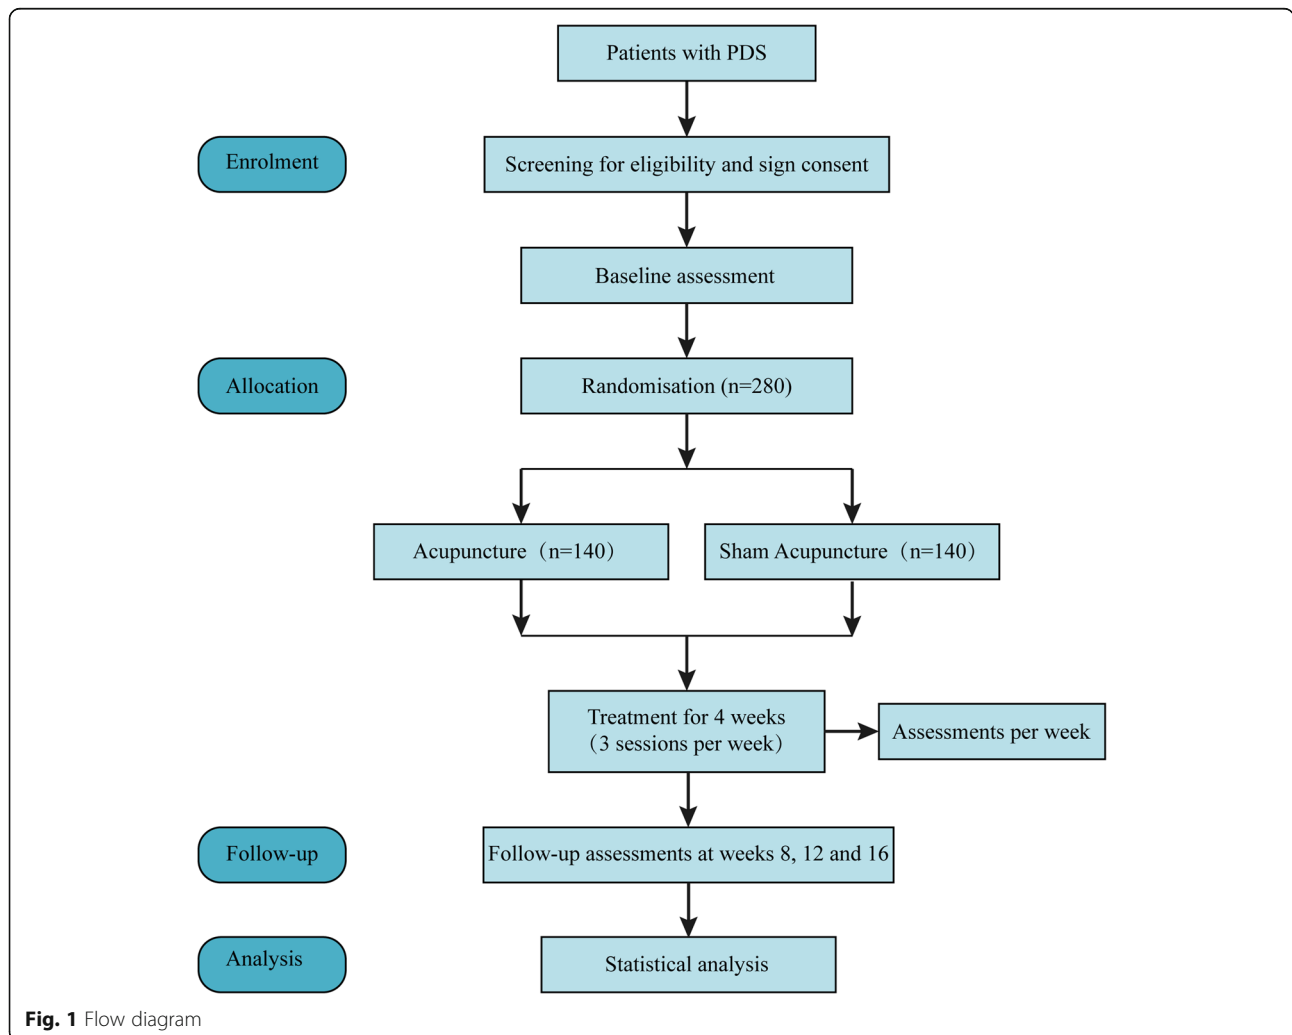 Patients with PDS
Enrolment
Screening for eligibility and sign consent
Baseline assessment
Allocation
Randomisation (n=280)
Acupuncture（n=140）
Sham Acupuncture（n=140）
Treatment for 4 weeks
（3 sessions per week）
Assessments per week
Follow-up
Follow-up assessments at weeks 8, 12 and 16
Analysis
Statistical analysis
Fig. 1 Flow diagram